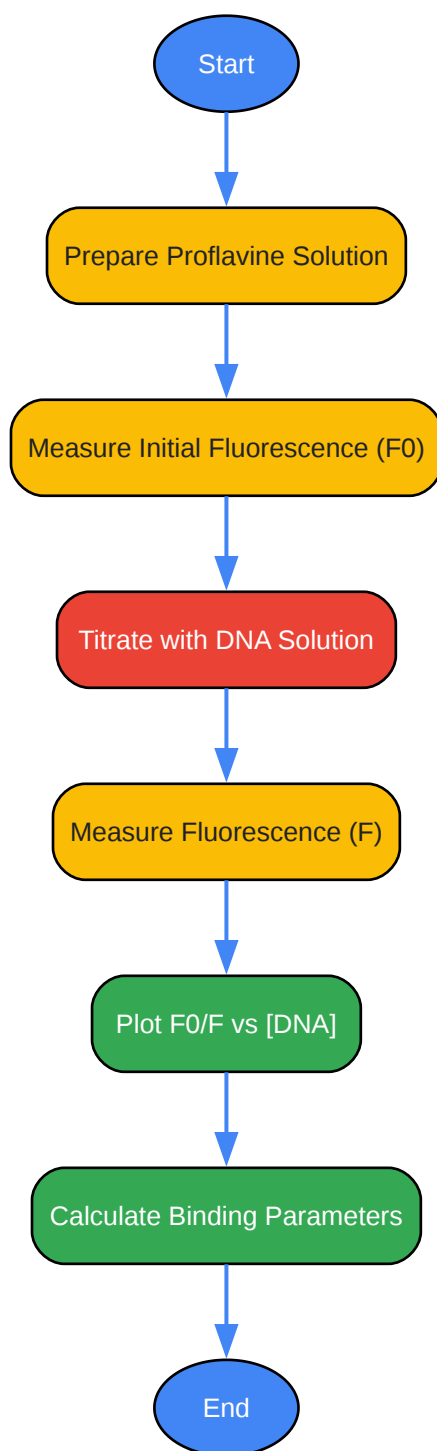 Start
Prepare Proflavine Solution
Measure Initial Fluorescence (F0)
Titrate with DNA Solution
Measure Fluorescence (F)
Plot F0/F vs [DNA]
Calculate Binding Parameters
End